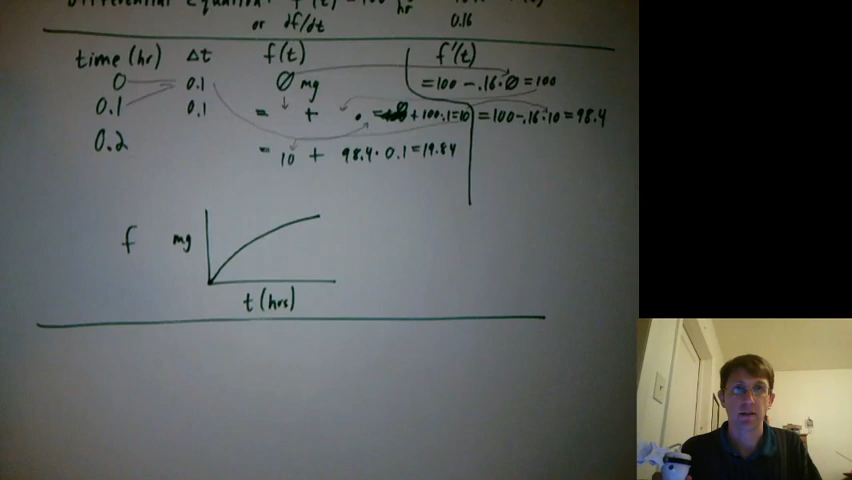 or df/dt 0.16
time (hr) Δt f(t) f'(t)
0 0.1 0 mg =100 - .16·0 = 100
0.1 0.1 = + · = + 100·.1=10 =100-.16·10=98.4
0.2 = 10 + 98.4·0.1=19.84
f mg
t (hrs)